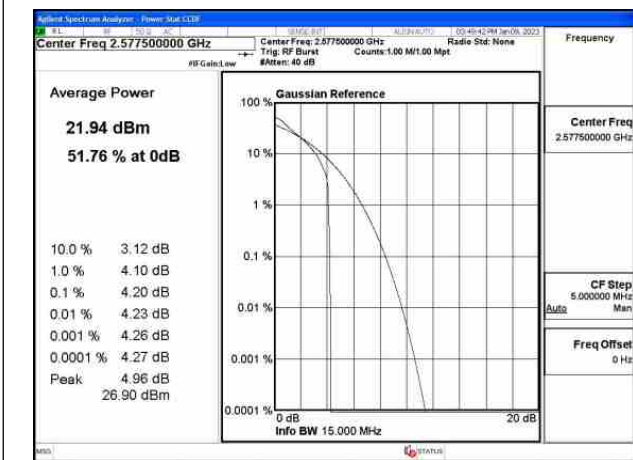 Agilent Spectrum Analyzer - Power Stat CCDF
RL RF 50 Ω AC SENSE:INT ALIGN AUTO 03:49:42 PM Jan 09, 2023
Center Freq 2.577500000 GHz
Center Freq: 2.577500000 GHz Radio Std: None
Trig: RF Burst Counts:1.00 M/1.00 Mpt
#IFGain:Low #Atten: 40 dB
Frequency
Average Power
21.94 dBm
51.76 % at 0dB
10.0 % 3.12 dB
1.0 % 4.10 dB
0.1 % 4.20 dB
0.01 % 4.23 dB
0.001 % 4.26 dB
0.0001 % 4.27 dB
Peak 4.96 dB
26.90 dBm
Gaussian Reference
100 %
10 %
1 %
0.1 %
0.01 %
0.001 %
0.0001 %
0 dB 20 dB
Info BW 15.000 MHz
Center Freq
2.577500000 GHz
CF Step
5.000000 MHz
Auto Man
Freq Offset
0 Hz
MSG STATUS